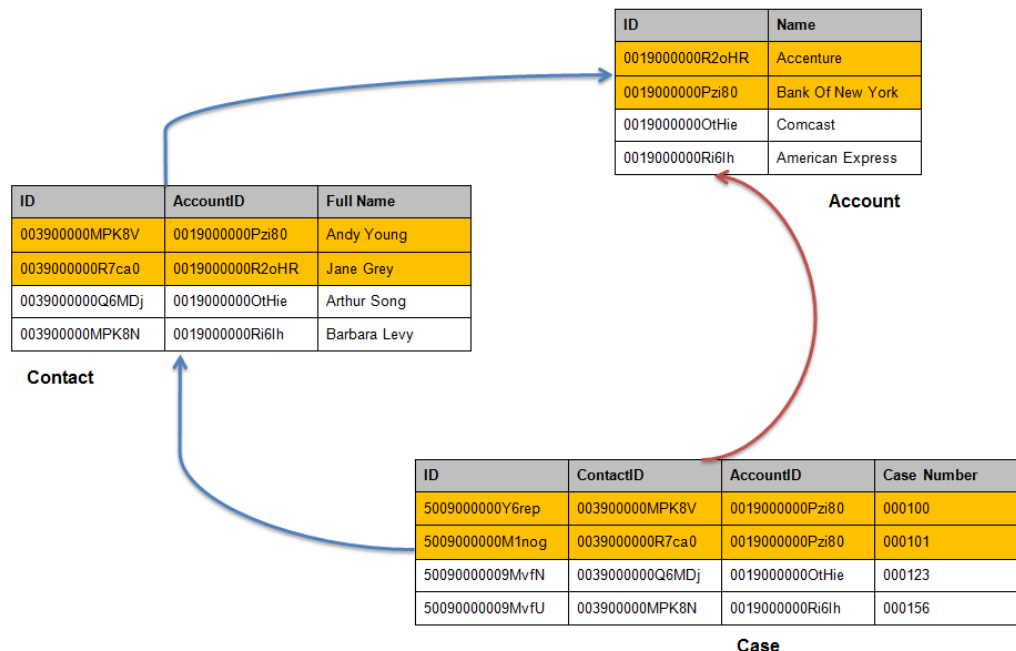 ID Name
0019000000R2oHR Accenture
0019000000Pzi80 Bank Of New York
0019000000OtHie Comcast
0019000000Ri6Ih American Express
Account
ID AccountID Full Name
003900000MPK8V 0019000000Pzi80 Andy Young
0039000000R7ca0 0019000000R2oHR Jane Grey
0039000000Q6MDj 0019000000OtHie Arthur Song
003900000MPK8N 0019000000Ri6Ih Barbara Levy
Contact
ID ContactID AccountID Case Number
5009000000Y6rep 003900000MPK8V 0019000000Pzi80 000100
5009000000M1nog 0039000000R7ca0 0019000000Pzi80 000101
50090000009MvfN 0039000000Q6MDj 0019000000OtHie 000123
50090000009MvfU 003900000MPK8N 0019000000Ri6Ih 000156
Case